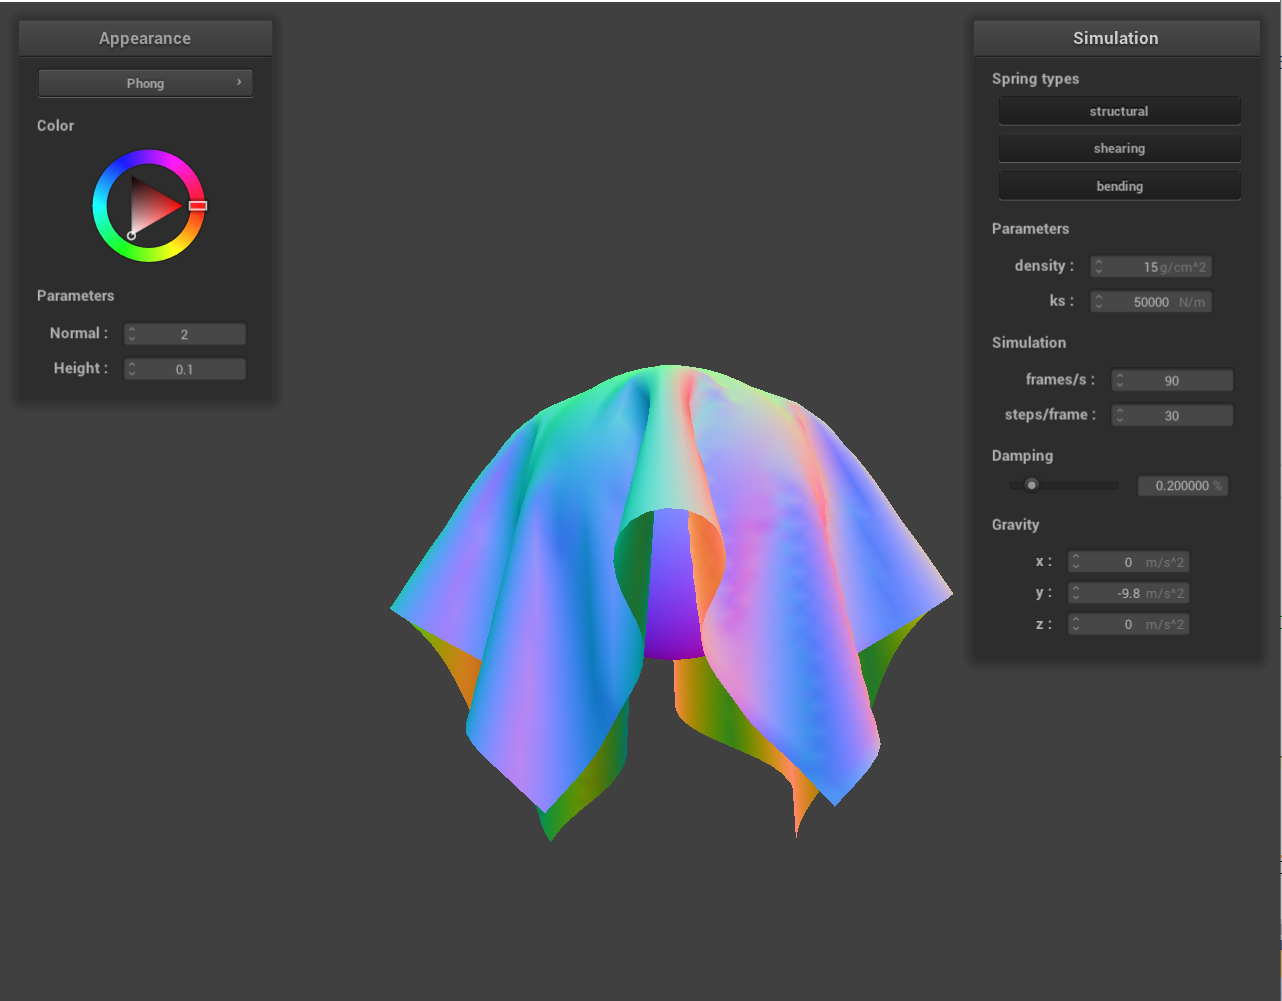 Appearance
Phong
Color
Parameters
Normal : 2
Height : 0.1
Simulation
Spring types
structural
shearing
bending
Parameters
density : 15 g/cm^2
ks : 50000 N/m
Simulation
frames/s : 90
steps/frame : 30
Damping
0.200000 %
Gravity
x : 0 m/s^2
y : -9.8 m/s^2
z : 0 m/s^2